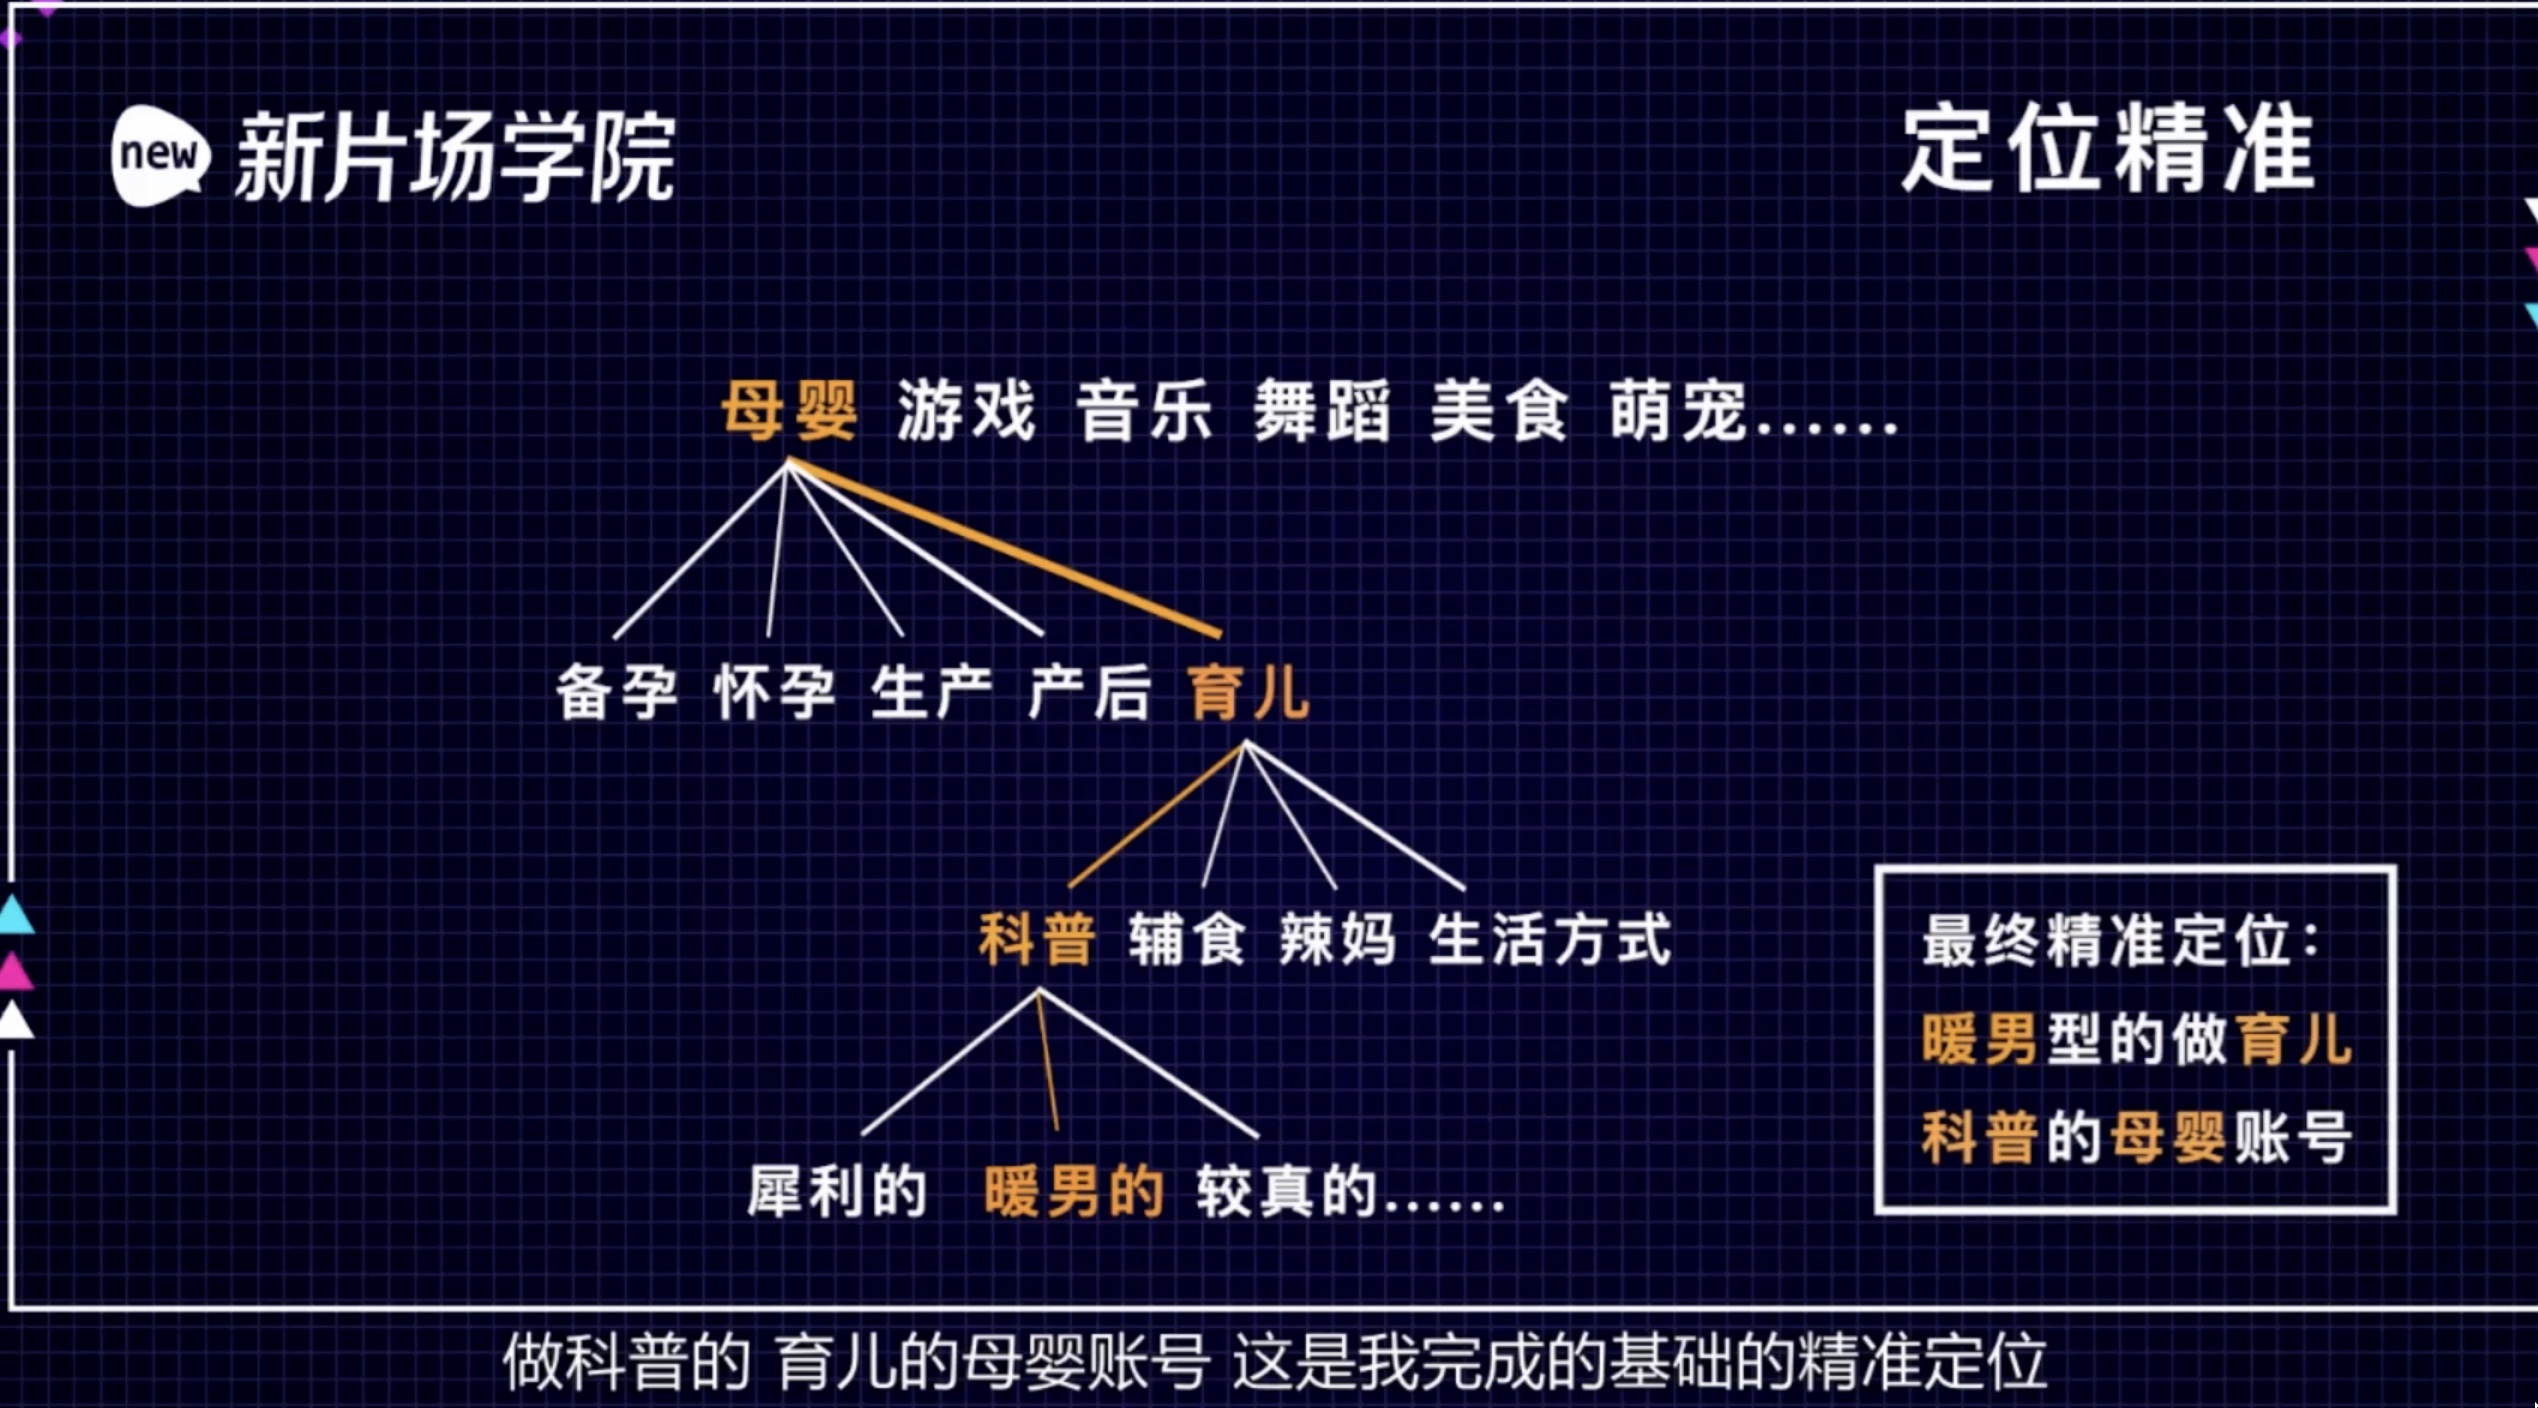 new 新片场学院
定位精准
母婴 游戏 音乐 舞蹈 美食 萌宠......
备孕 怀孕 生产 产后 育儿
科普 辅食 辣妈 生活方式
犀利的 暖男的 较真的......
最终精准定位：
暖男型的做育儿
科普的母婴账号
做科普的 育儿的母婴账号 这是我完成的基础的精准定位